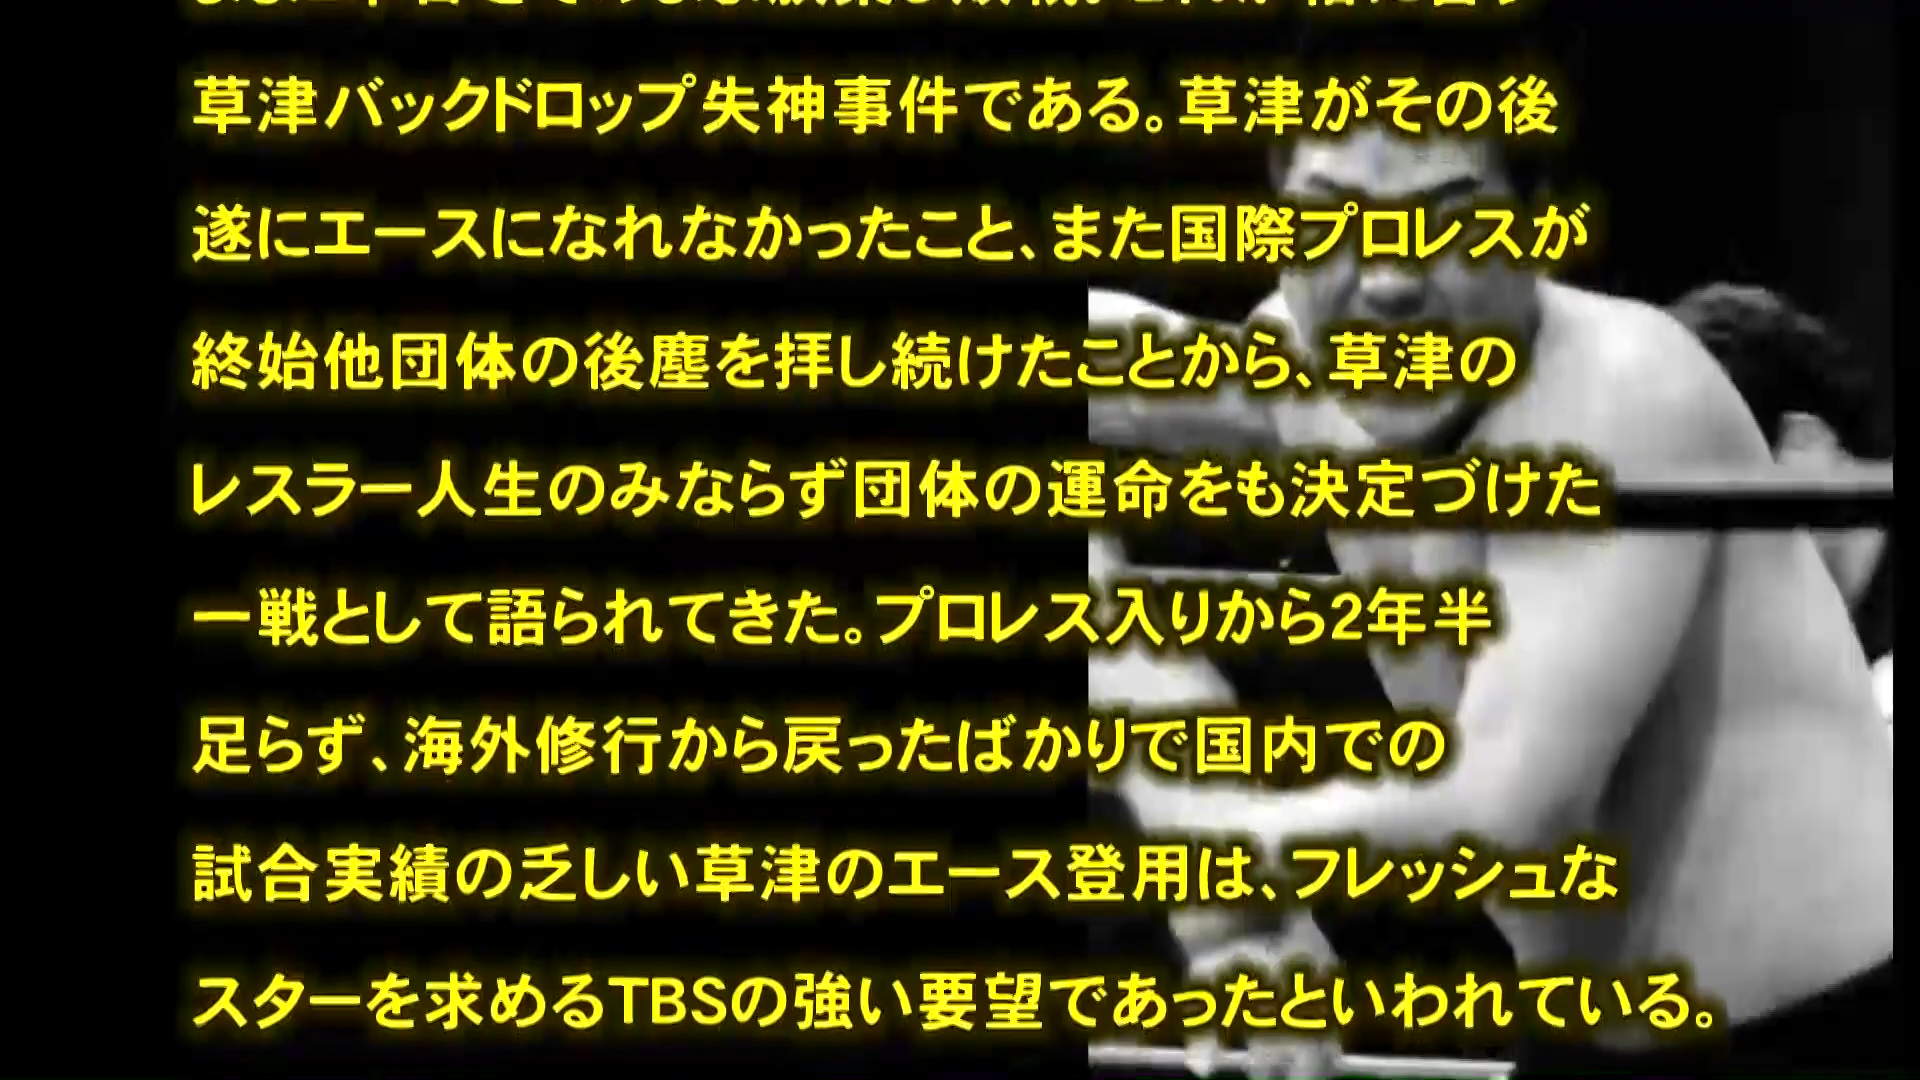 草津バックドロップ失神事件である。草津がその後
遂にエースになれなかったこと、また国際プロレスが
終始他団体の後塵を拝し続けたことから、草津の
レスラー人生のみならず団体の運命をも決定づけた
一戦として語られてきた。プロレス入りから2年半
足らず、海外修行から戻ったばかりで国内での
試合実績の乏しい草津のエース登用は、フレッシュな
スターを求めるTBSの強い要望であったといわれている。